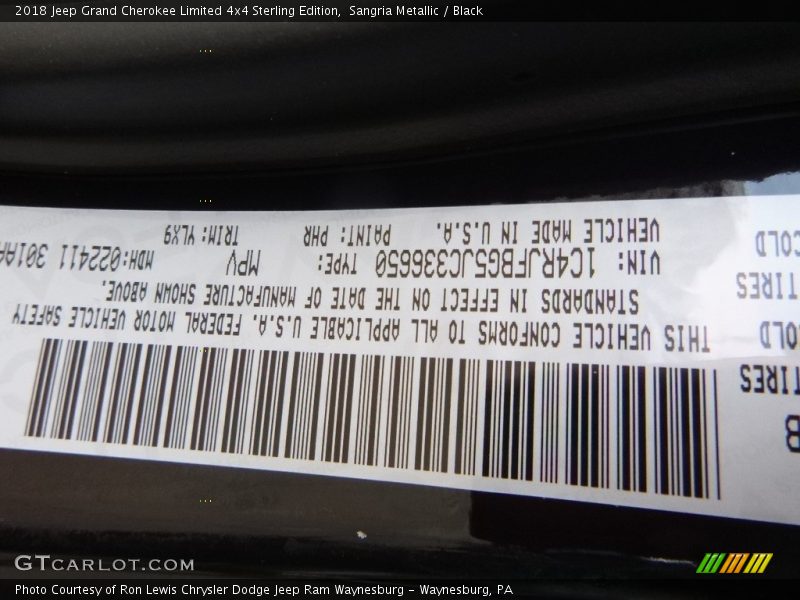 2018 Jeep Grand Cherokee Limited 4x4 Sterling Edition,  Sangria Metallic / Black
THIS VEHICLE CONFORMS TO ALL APPLICABLE U.S.A. FEDERAL MOTOR VEHICLE SAFETY
STANDARDS IN EFFECT ON THE DATE OF MANUFACTURE SHOWN ABOVE.
VIN: 1C4RJFBG5JC336650 TYPE: MPV MDH:022411 301
VEHICLE MADE IN U.S.A. PAINT: PHR TRIM: VLX9
B
TIRES
COLD
TIRES
COLD
GTCARLOT.COM
Photo Courtesy of Ron Lewis Chrysler Dodge Jeep Ram Waynesburg - Waynesburg, PA